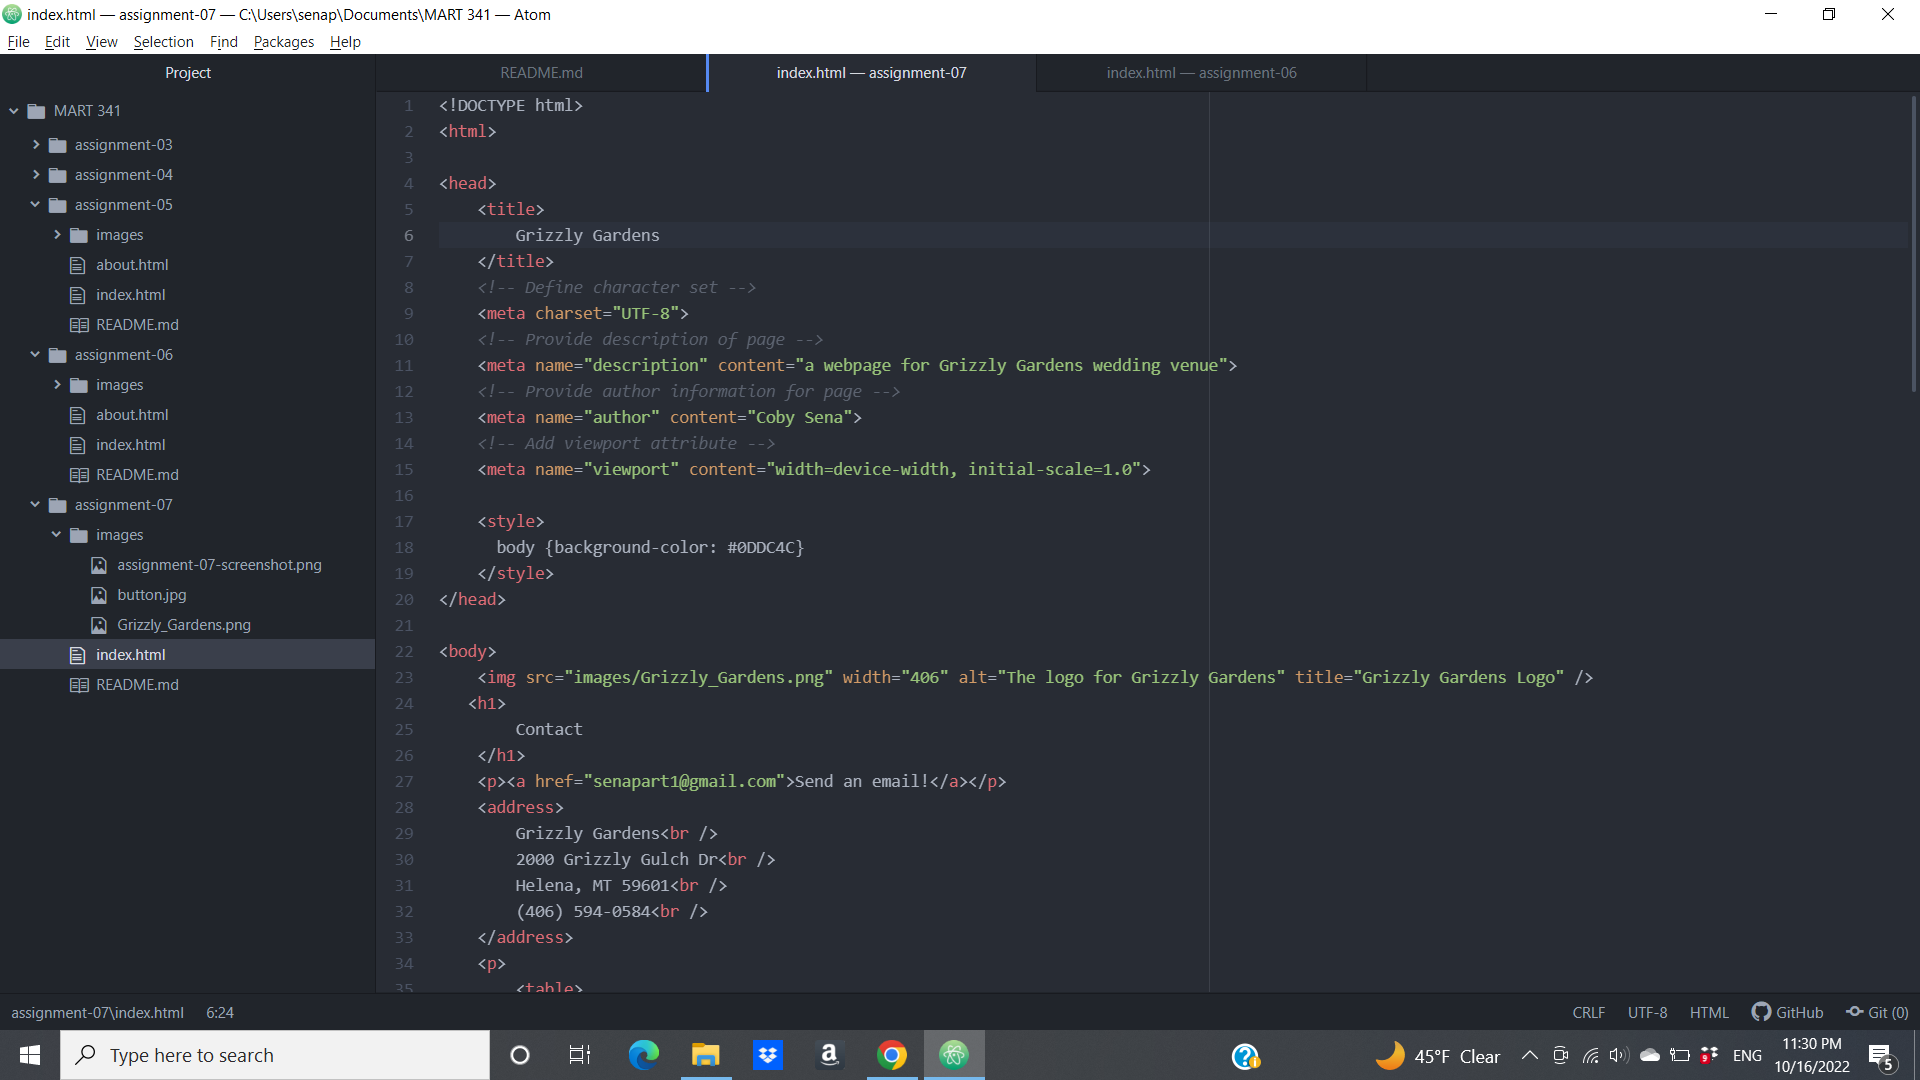 index.html — assignment-07 — C:\Users\senap\Documents\MART 341 — Atom
File Edit View Selection Find Packages Help
Project
MART 341
assignment-03
assignment-04
assignment-05
images
about.html
index.html
README.md
assignment-06
images
about.html
index.html
README.md
assignment-07
images
assignment-07-screenshot.png
button.jpg
Grizzly_Gardens.png
index.html
README.md
README.md
index.html — assignment-07
index.html — assignment-06
1 <!DOCTYPE html>
2 <html>
3
4 <head>
5 <title>
6 Grizzly Gardens
7 </title>
8 <!-- Define character set -->
9 <meta charset="UTF-8">
10 <!-- Provide description of page -->
11 <meta name="description" content="a webpage for Grizzly Gardens wedding venue">
12 <!-- Provide author information for page -->
13 <meta name="author" content="Coby Sena">
14 <!-- Add viewport attribute -->
15 <meta name="viewport" content="width=device-width, initial-scale=1.0">
16
17 <style>
18 body {background-color: #0DDC4C}
19 </style>
20 </head>
21
22 <body>
23 <img src="images/Grizzly_Gardens.png" width="406" alt="The logo for Grizzly Gardens" title="Grizzly Gardens Logo" />
24 <h1>
25 Contact
26 </h1>
27 <p><a href="senapart1@gmail.com">Send an email!</a></p>
28 <address>
29 Grizzly Gardens<br />
30 2000 Grizzly Gulch Dr<br />
31 Helena, MT 59601<br />
32 (406) 594-0584<br />
33 </address>
34 <p>
35 <table>
assignment-07\index.html 6:24
CRLF UTF-8 HTML GitHub Git (0)
Type here to search
45°F Clear
ENG
11:30 PM
10/16/2022
5